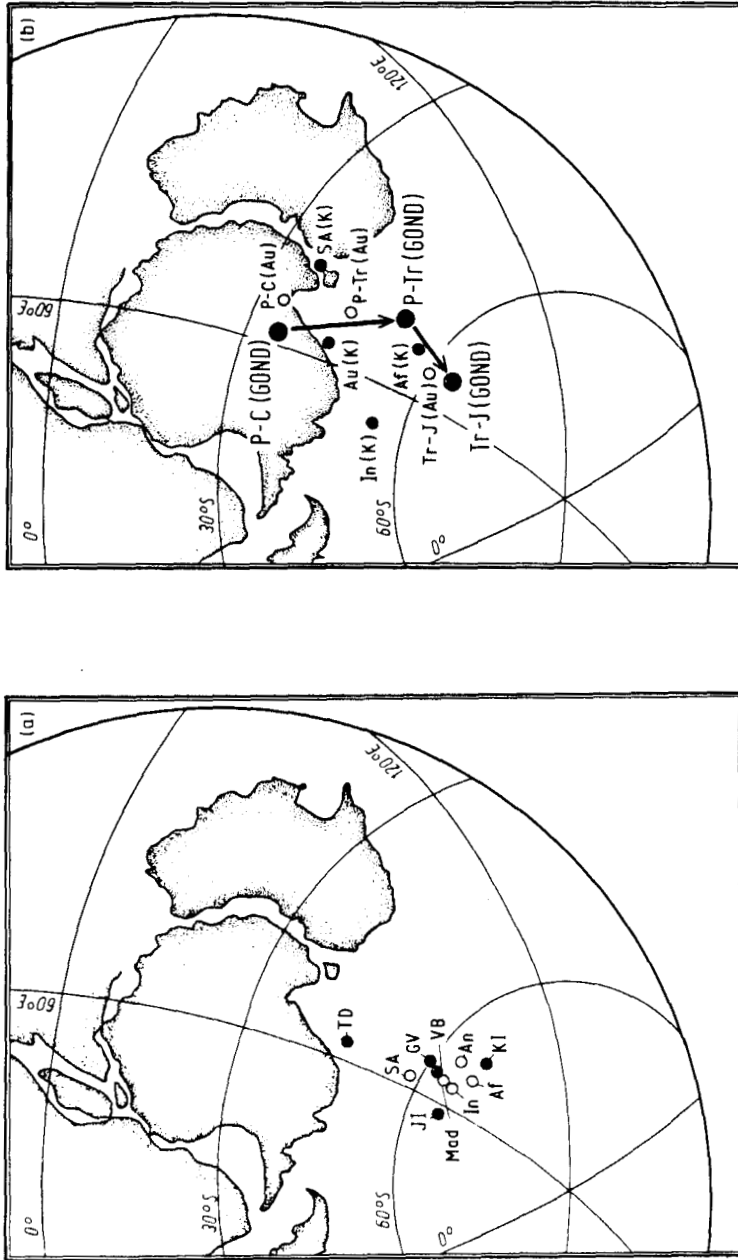 (a)
0°
60°E
30°S
120°E
TD
SA
GV
VB
60°S
JI
An
KI
Mad
In
Af
0°
(b)
0°
60°E
30°S
120°E
P-C(Au)
SA(K)
P-C(GOND)
P-Tr(Au)
Au(K)
P-Tr(GOND)
In(K)
Af(K)
60°S
Tr-J(Au)
Tr-J(GOND)
0°